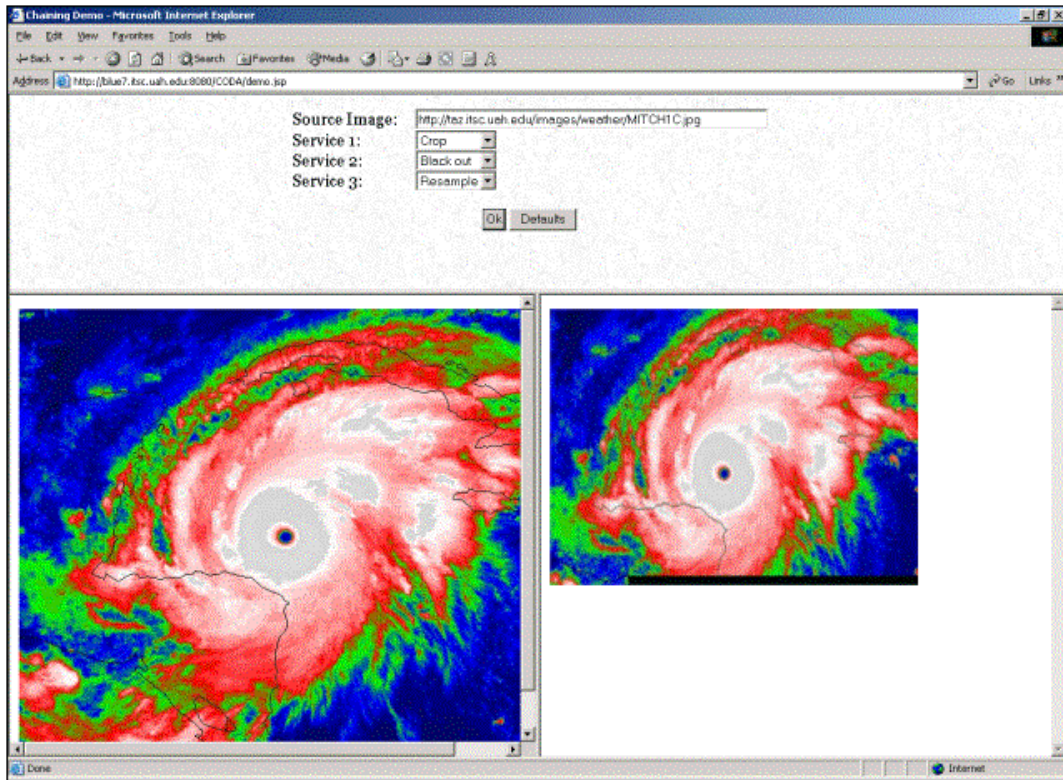 Chaining Demo - Microsoft Internet Explorer
File Edit View Favorites Tools Help
Back Search Favorites Media
Address http://blue7.itsc.uah.edu:8080/CODA/demo.jsp Go Links »
Source Image: http://taz.itsc.uah.edu/images/weather/MITCH1C.jpg
Service 1: Crop
Service 2: Black out
Service 3: Resample
Ok Defaults
Done Internet